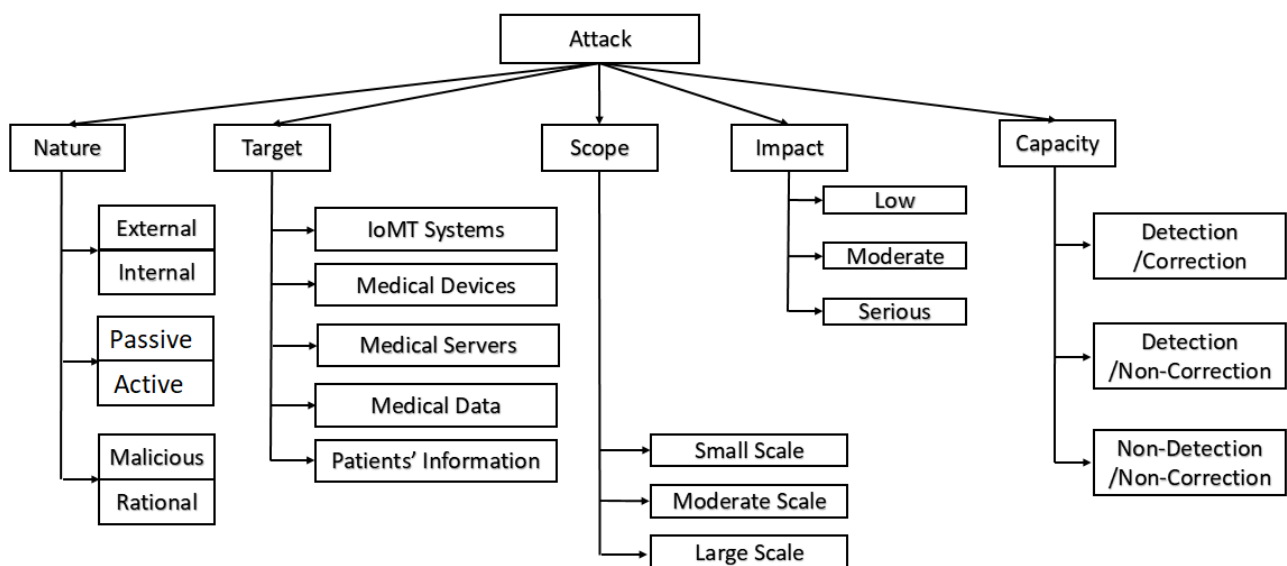 Attack
Nature
Target
Scope
Impact
Capacity
External
Internal
Passive
Active
Malicious
Rational
IoMT Systems
Medical Devices
Medical Servers
Medical Data
Patients’ Information
Small Scale
Moderate Scale
Large Scale
Low
Moderate
Serious
Detection
/Correction
Detection
/Non-Correction
Non-Detection
/Non-Correction